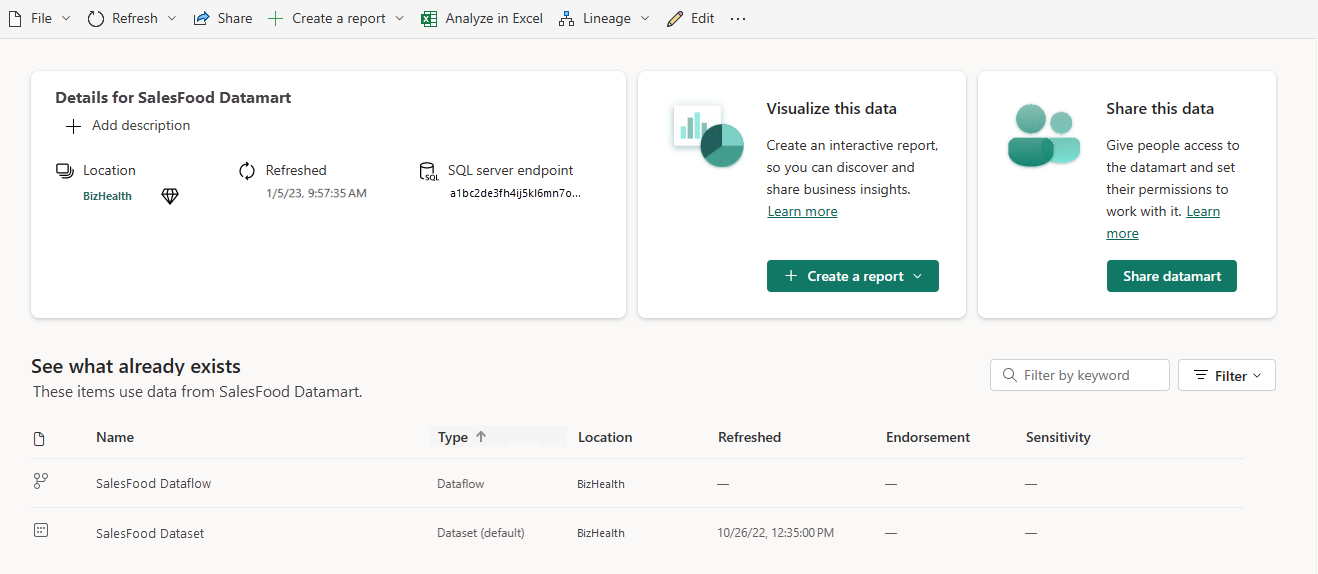 File Refresh Share Create a report Analyze in Excel Lineage Edit ...
Details for SalesFood Datamart
Add description
Location
BizHealth
Refreshed
1/5/23, 9:57:35 AM
SQL server endpoint
SQL
a1bc2de3fh4ij5kl6mn7o...
Visualize this data
Create an interactive report,
so you can discover and
share business insights.
Learn more
Create a report
Share this data
Give people access to
the datamart and set
their permissions to
work with it. Learn
more
Share datamart
See what already exists
These items use data from SalesFood Datamart.
Filter by keyword
Filter
Name Type Location Refreshed Endorsement Sensitivity
SalesFood Dataflow Dataflow BizHealth — — —
SalesFood Dataset Dataset (default) BizHealth 10/26/22, 12:35:00 PM — —